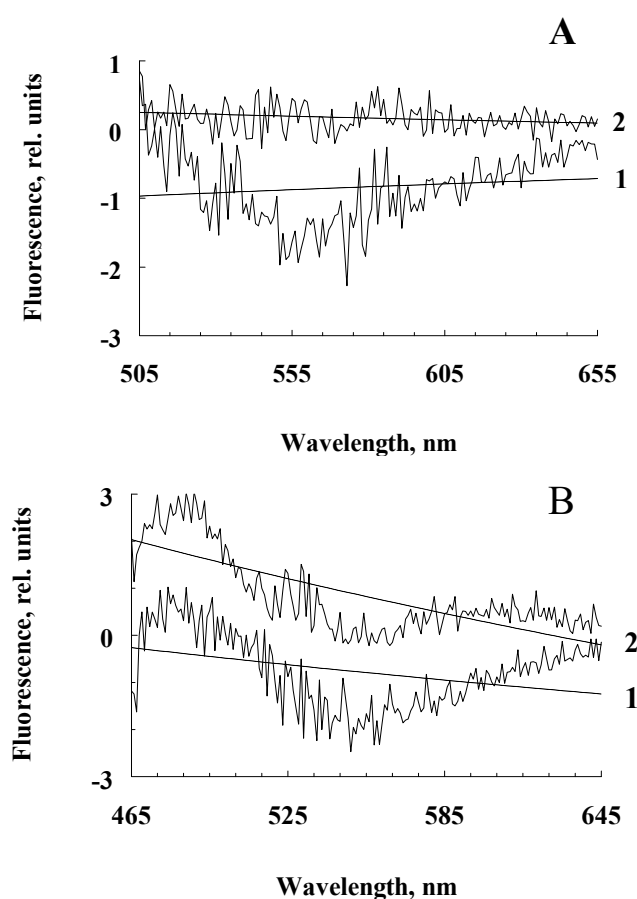 A
Fluorescence, rel. units
1
0
-1
-2
-3
2
1
505 555 605 655
Wavelength, nm
B
Fluorescence, rel. units
3
0
-3
2
1
465 525 585 645
Wavelength, nm